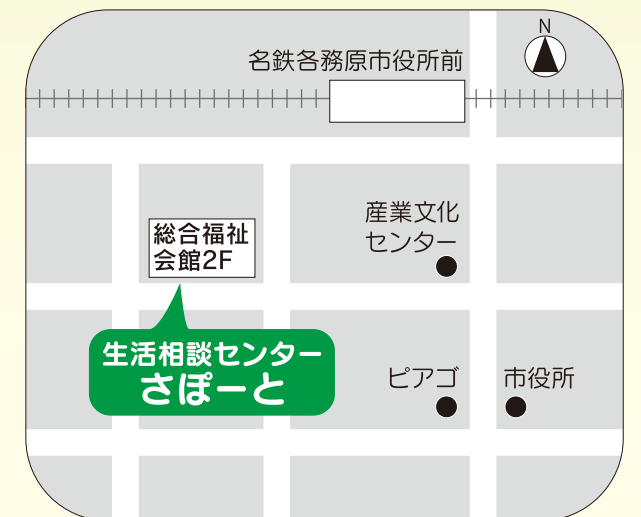 N
名鉄各務原市役所前
産業文化
センター
総合福祉
会館2F
生活相談センター
さぽーと
ピアゴ
市役所